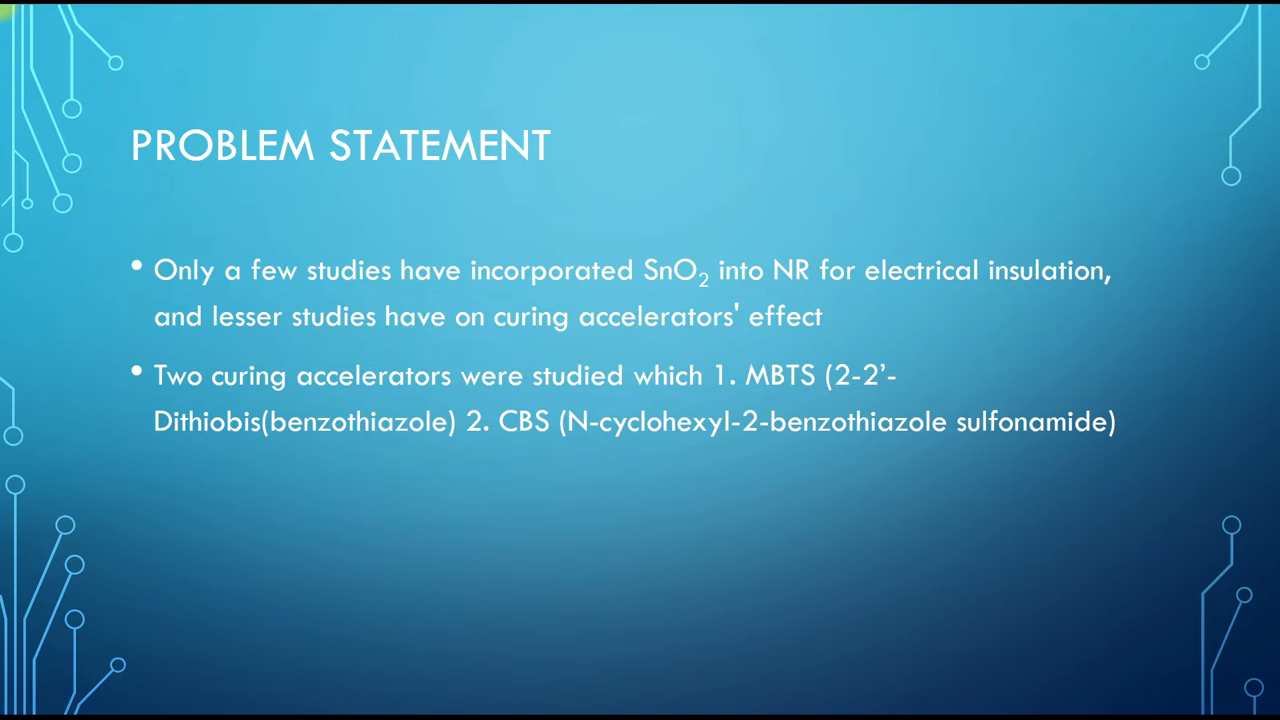 PROBLEM STATEMENT
• Only a few studies have incorporated SnO₂ into NR for electrical insulation,
and lesser studies have on curing accelerators' effect
• Two curing accelerators were studied which 1. MBTS (2-2’-
Dithiobis(benzothiazole) 2. CBS (N-cyclohexyl-2-benzothiazole sulfonamide)